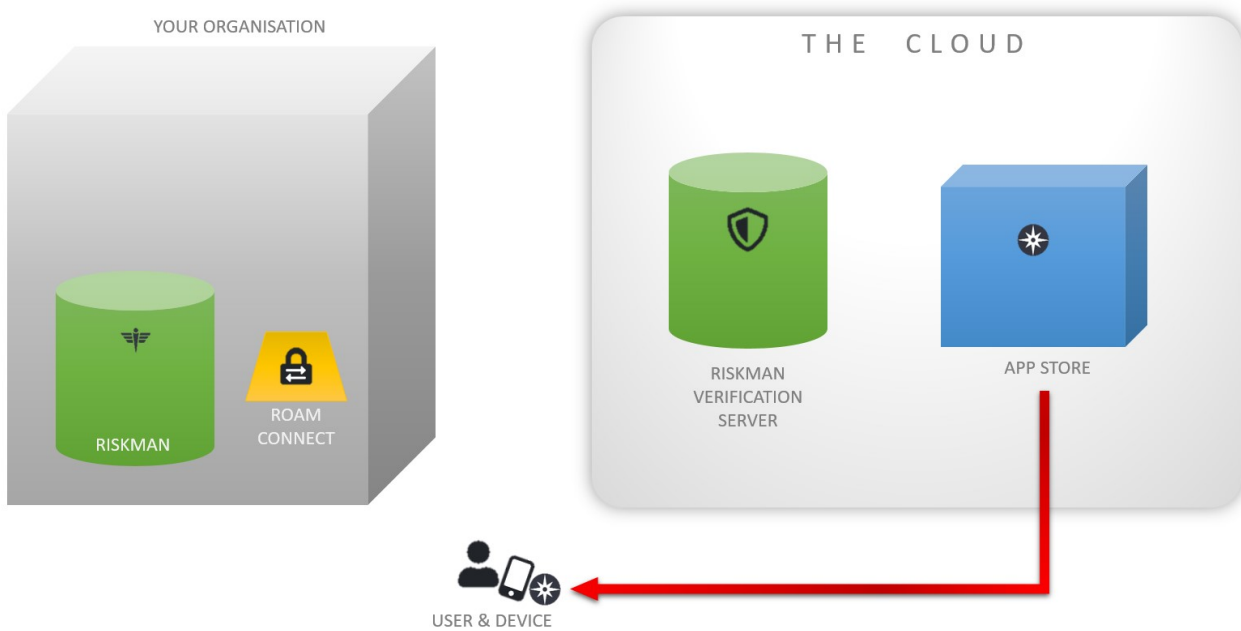 YOUR ORGANISATION
THE CLOUD
RISKMAN
ROAM
CONNECT
RISKMAN
VERIFICATION
SERVER
APP STORE
USER & DEVICE